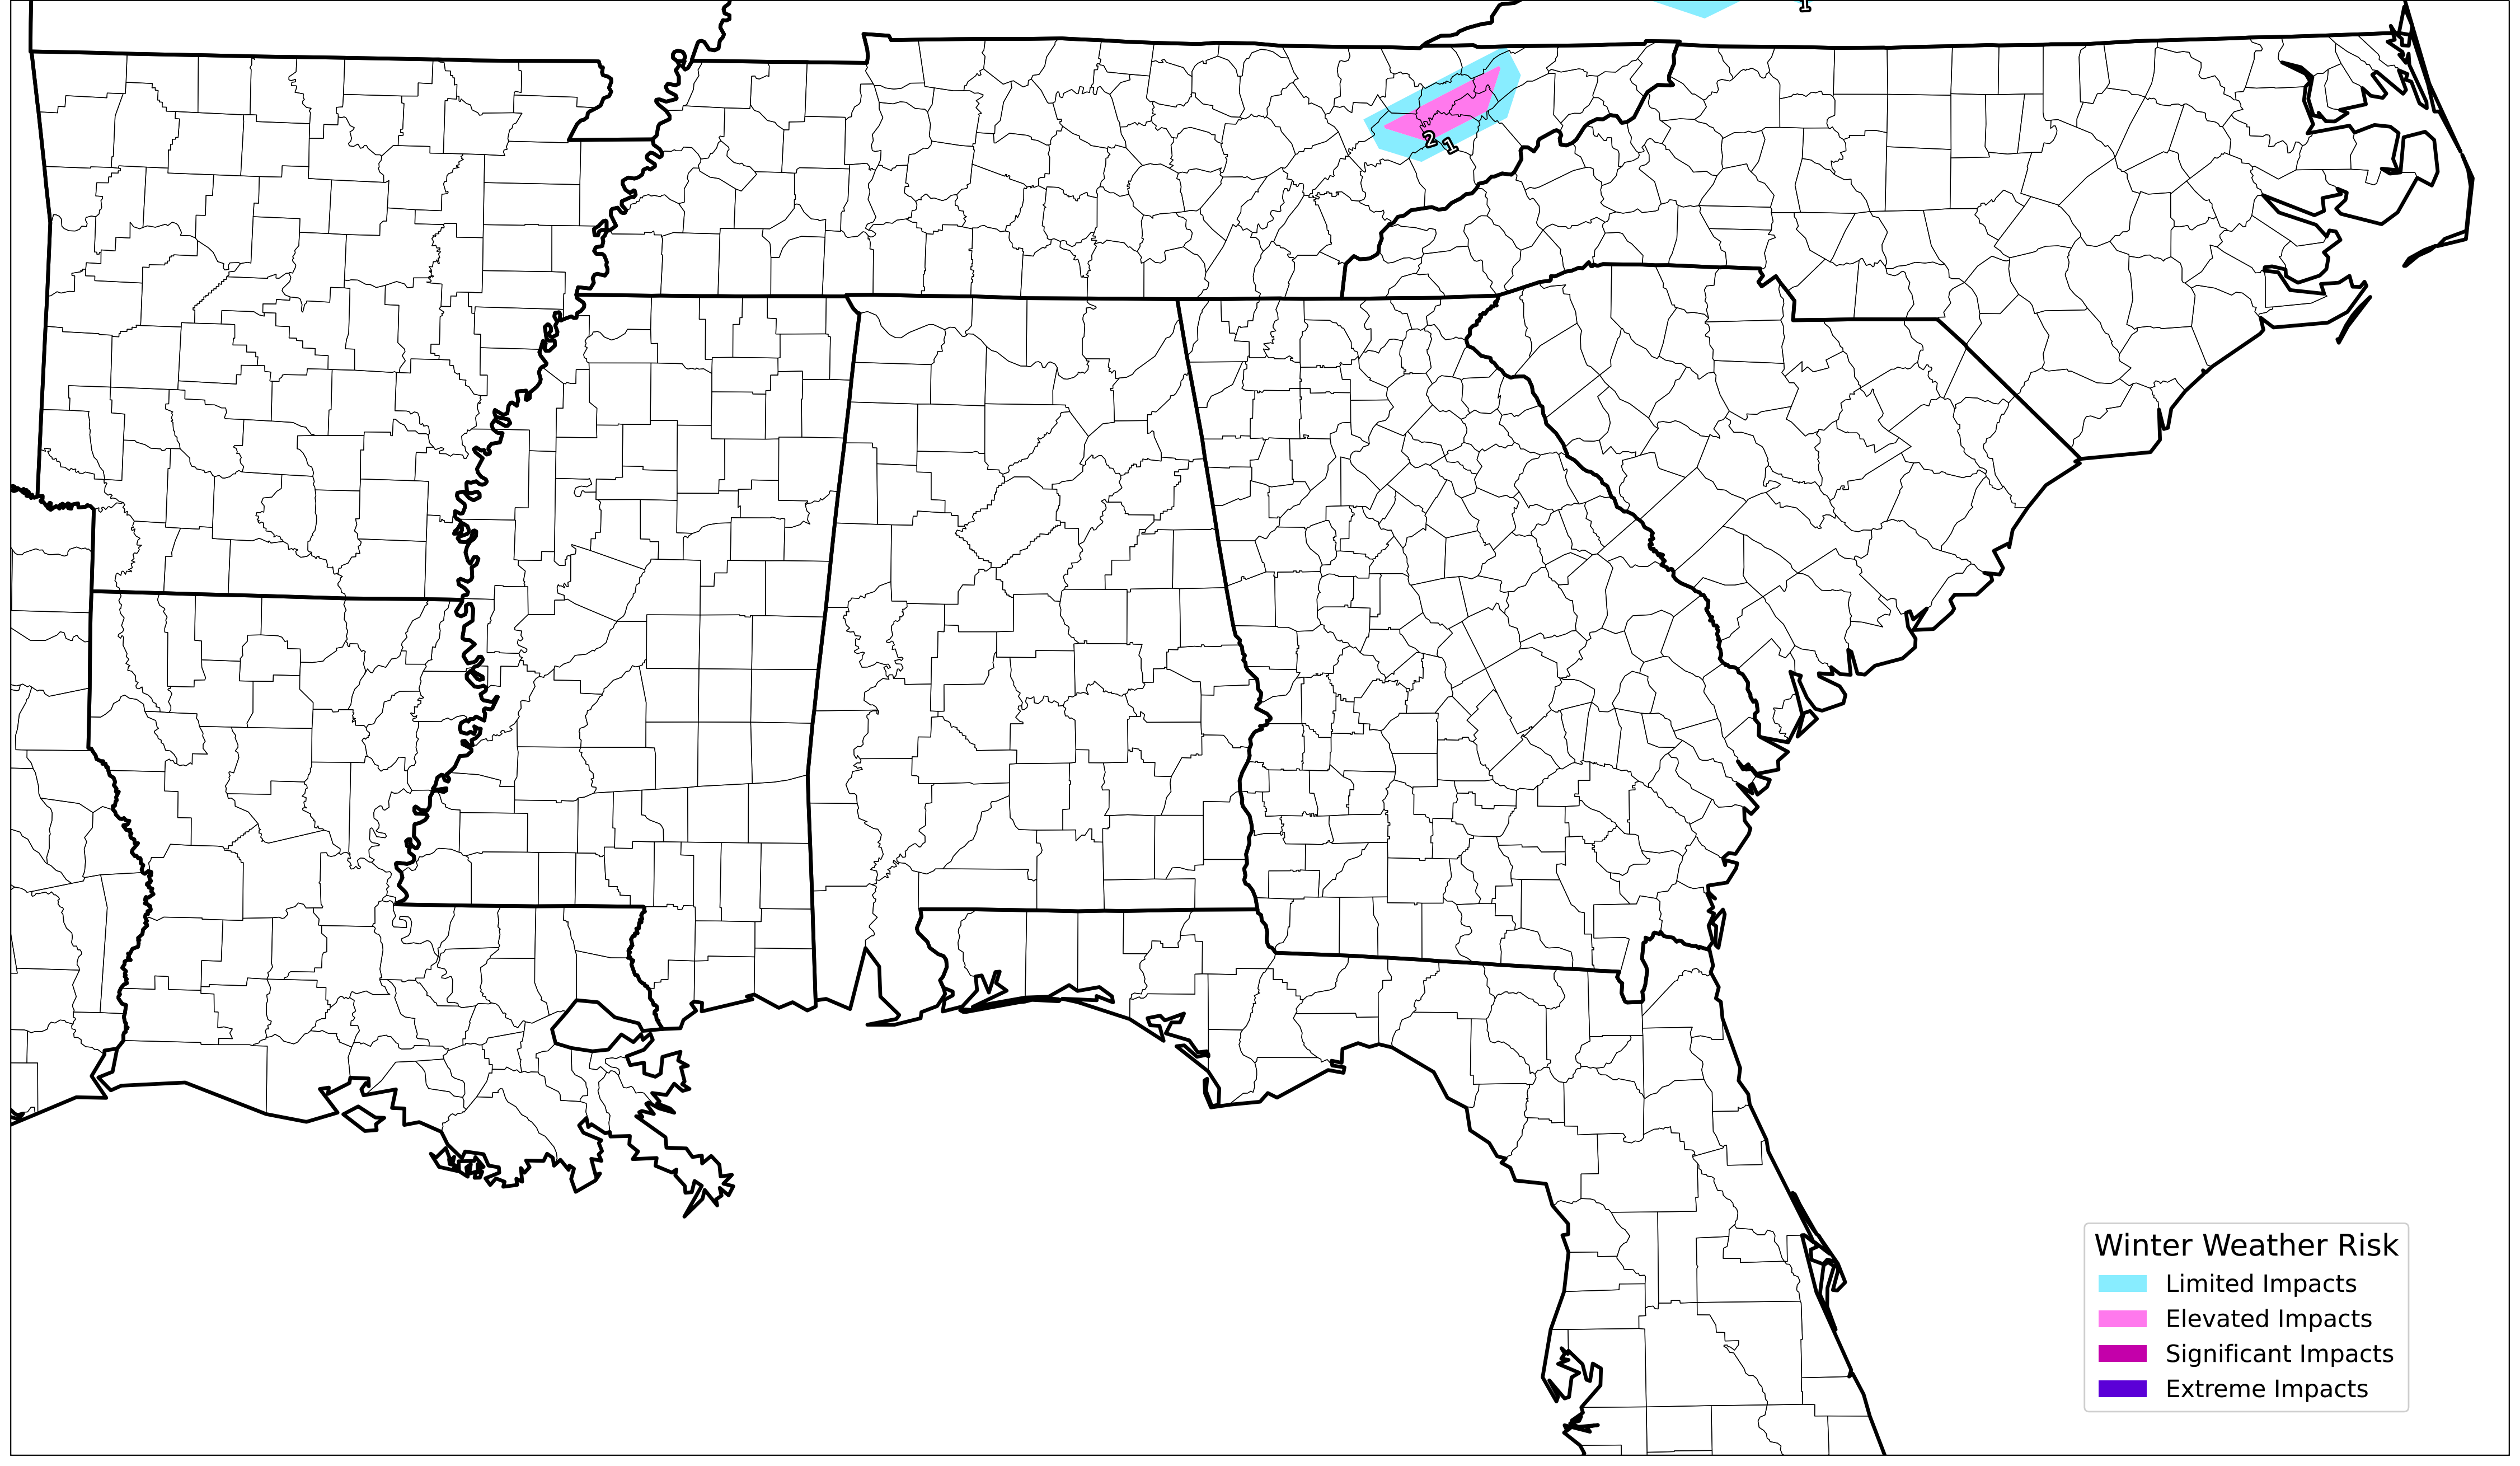 1
2
1
Winter Weather Risk
Limited Impacts
Elevated Impacts
Significant Impacts
Extreme Impacts